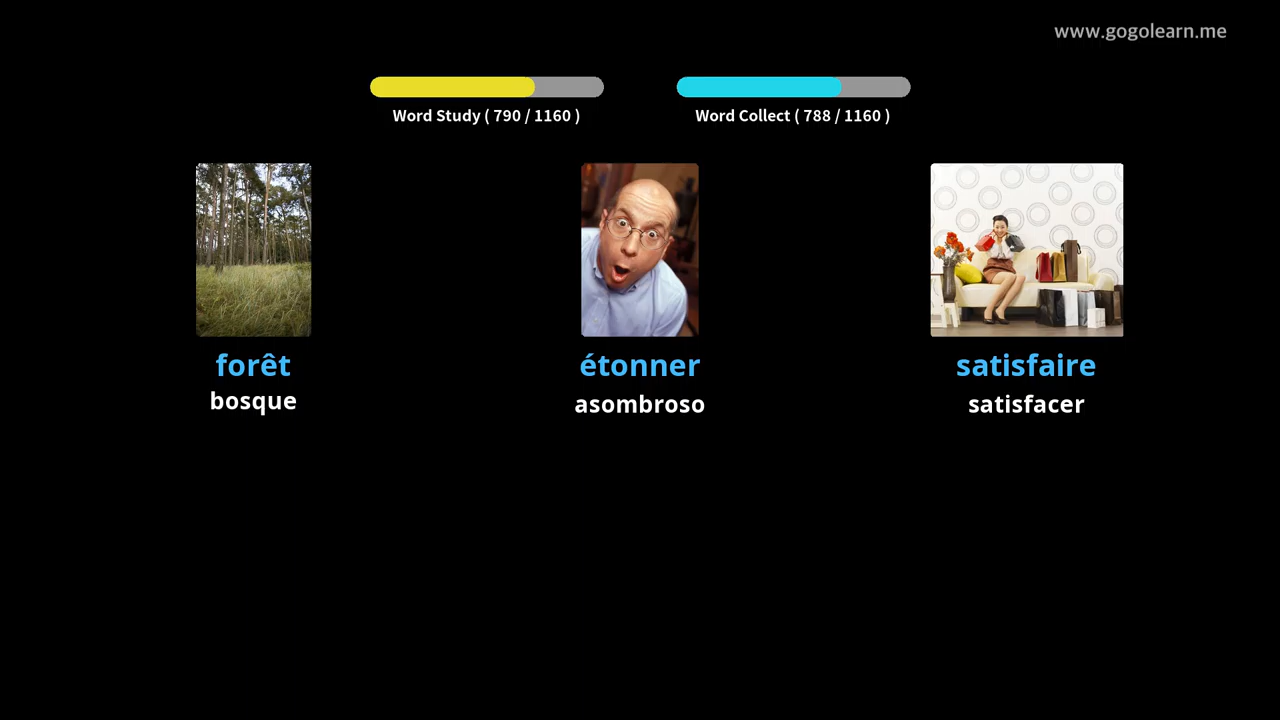 www.gogolearn.me
Word Study ( 790 / 1160 )
Word Collect ( 788 / 1160 )
forêt
bosque
étonner
asombroso
satisfaire
satisfacer